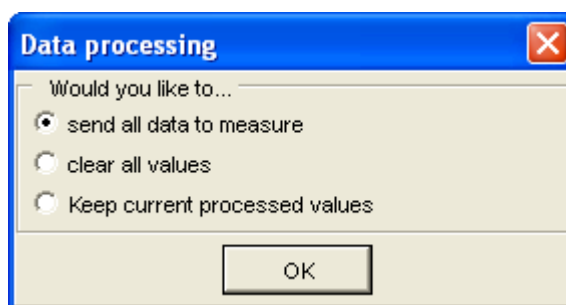 Data processing
Would you like to...
send all data to measure
clear all values
Keep current processed values
OK